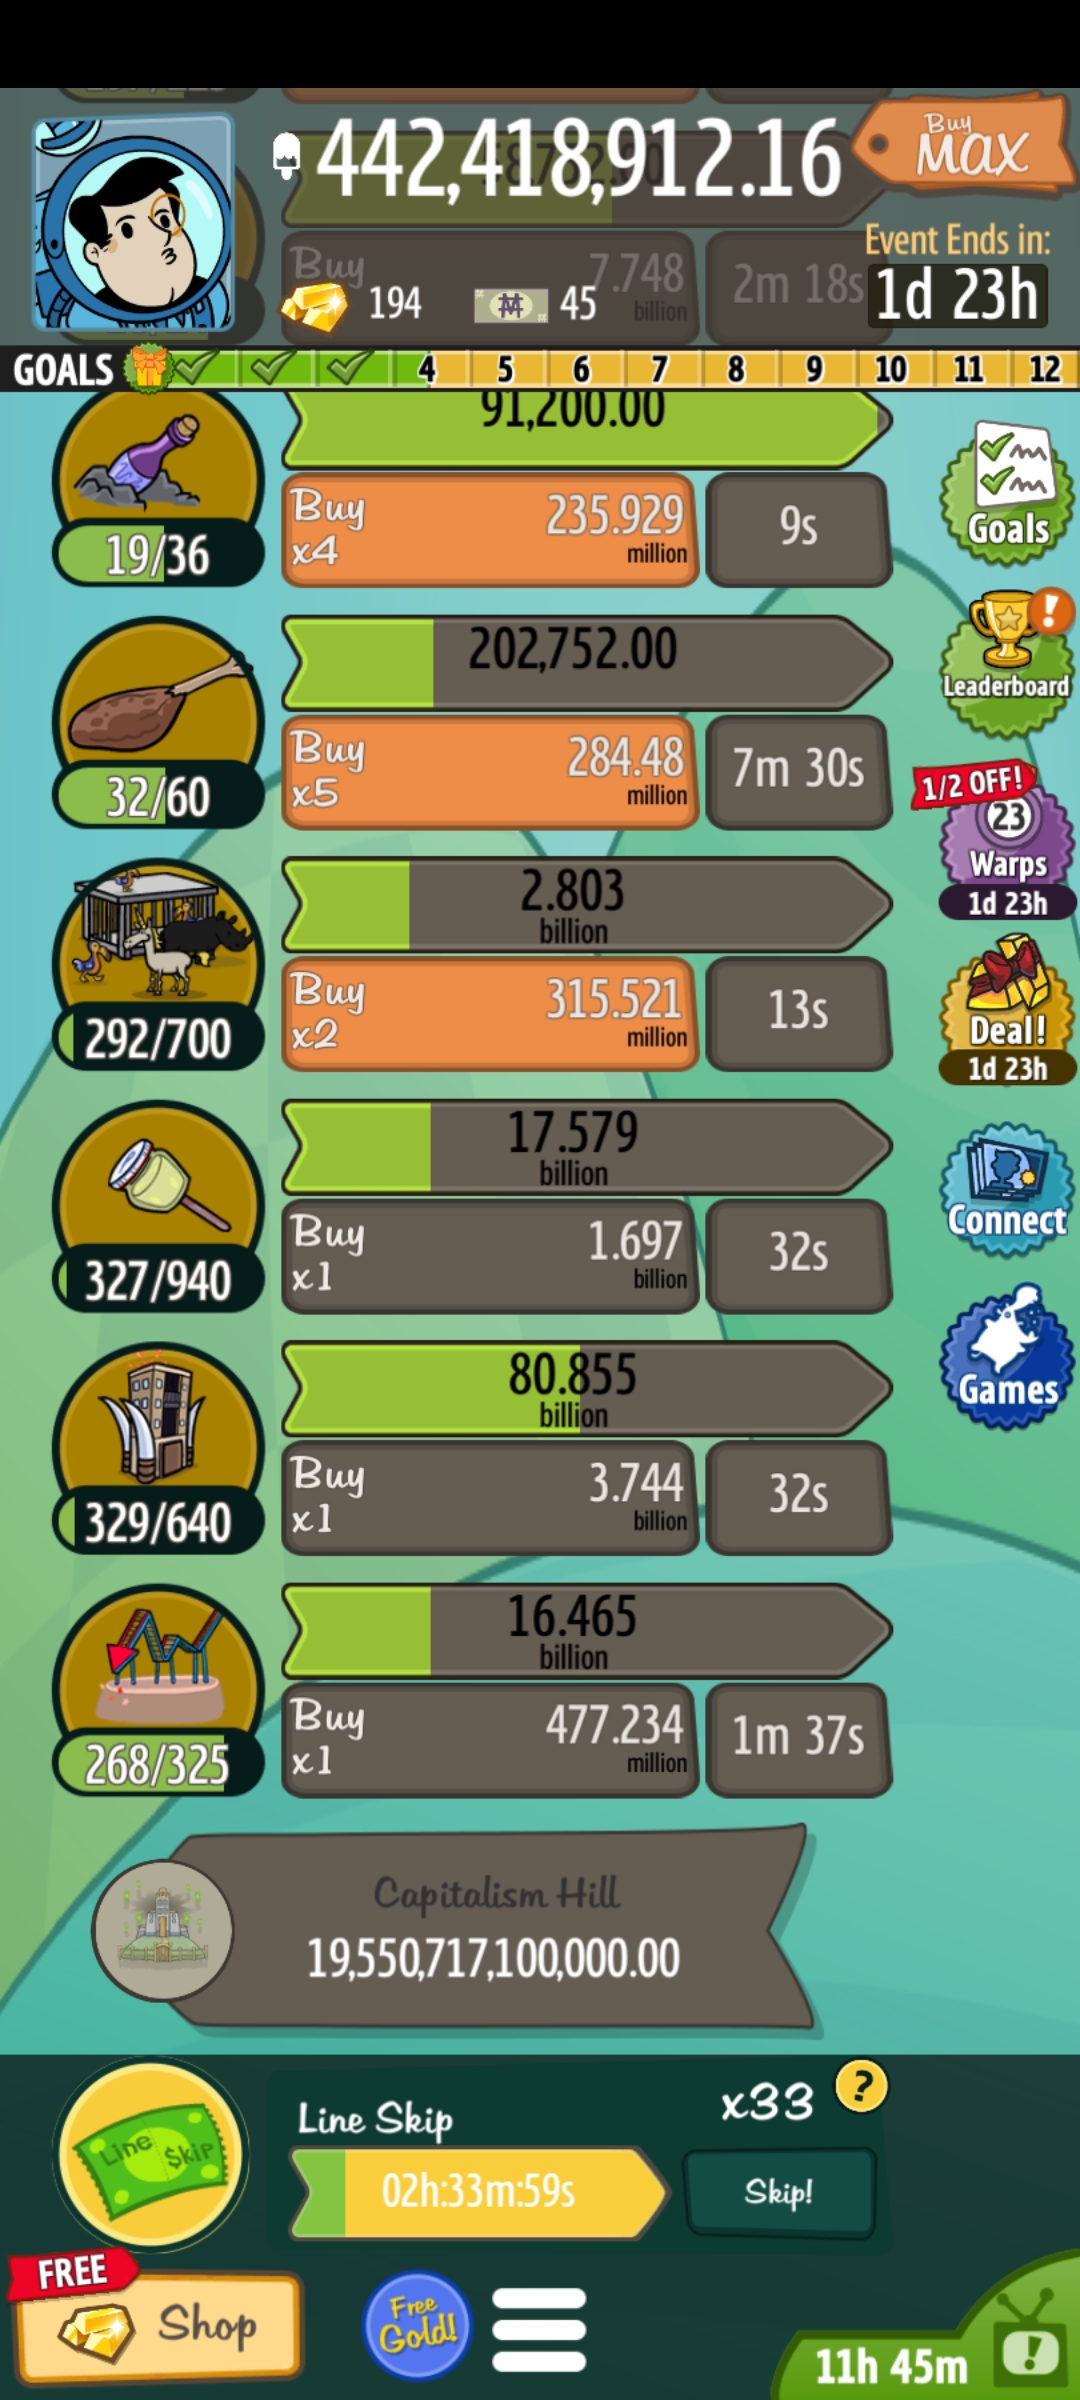 442,418,912.16
Buy
MAX
Buy
7.748
billion
2m 18s
194
45
Event Ends in:
1d 23h
GOALS 4 5 6 7 8 9 10 11 12
91,200.00
Buy
x4
235.929
million
9s
19/36
Goals
202,752.00
Buy
x5
284.48
million
7m 30s
32/60
Leaderboard
1/2 OFF!
23
Warps
1d 23h
2.803
billion
Buy
x2
315.521
million
13s
292/700
Deal!
1d 23h
17.579
billion
Buy
x1
1.697
billion
32s
327/940
Connect
80.855
billion
Buy
x1
3.744
billion
32s
329/640
Games
16.465
billion
Buy
x1
477.234
million
1m 37s
268/325
Capitalism Hill
19,550,717,100,000.00
Line $kip
Line Skip
x33
?
02h:33m:59s
Skip!
FREE
Shop
Free
Gold!
11h 45m